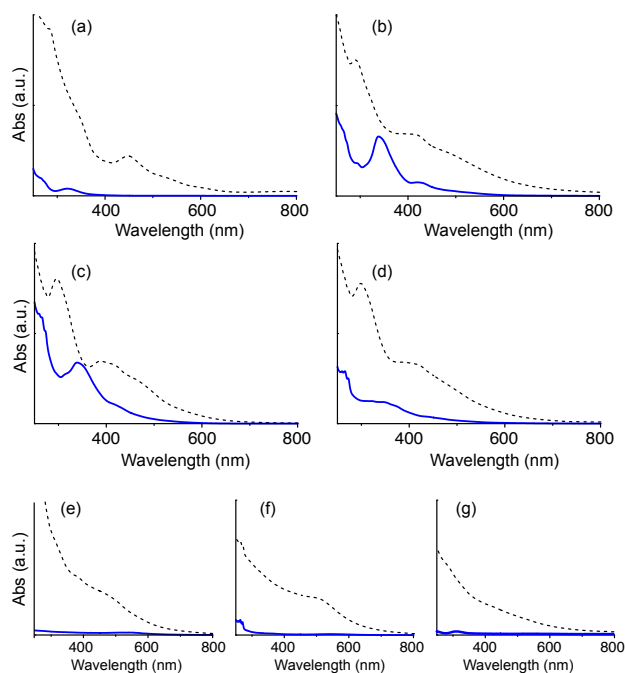 (a)
(b)
Abs (a.u.)
400 600 800
400 600 800
Wavelength (nm)
Wavelength (nm)
(c)
(d)
Abs (a.u.)
400 600 800
400 600 800
Wavelength (nm)
Wavelength (nm)
(e)
(f)
(g)
Abs (a.u.)
400 600 800
400 600 800
400 600 800
Wavelength (nm)
Wavelength (nm)
Wavelength (nm)